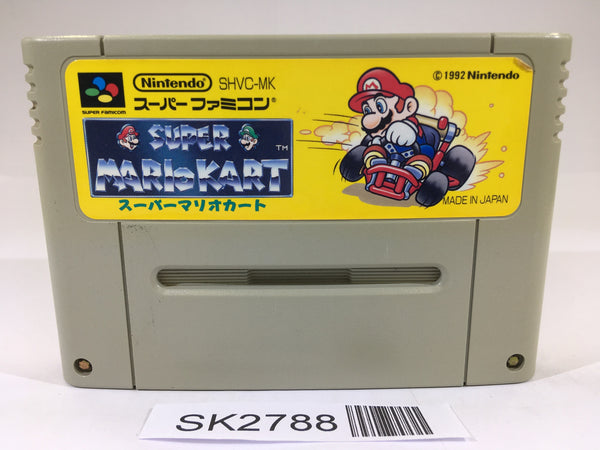 Nintendo SHVC-MK
© 1992 Nintendo
SUPER FAMICOM
スーパーファミコン
SUPER
MARIO KART TM
スーパーマリオカート
MADE IN JAPAN
SK2788